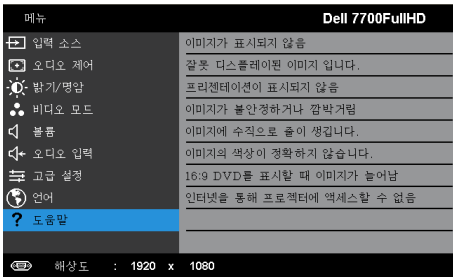 메뉴 Dell 7700FullHD
입력 소스 이미지가 표시되지 않음
오디오 제어 잘못 디스플레이된 이미지 입니다.
밝기/명암 프리젠테이션이 표시되지 않음
비디오 모드 이미지가 불안정하거나 깜박거림
볼륨 이미지에 수직으로 줄이 생깁니다.
오디오 입력 이미지의 색상이 정확하지 않습니다.
고급 설정 16:9 DVD를 표시할 때 이미지가 늘어남
언어 인터넷을 통해 프로젝터에 액세스할 수 없음
? 도움말
해상도 : 1920 x 1080